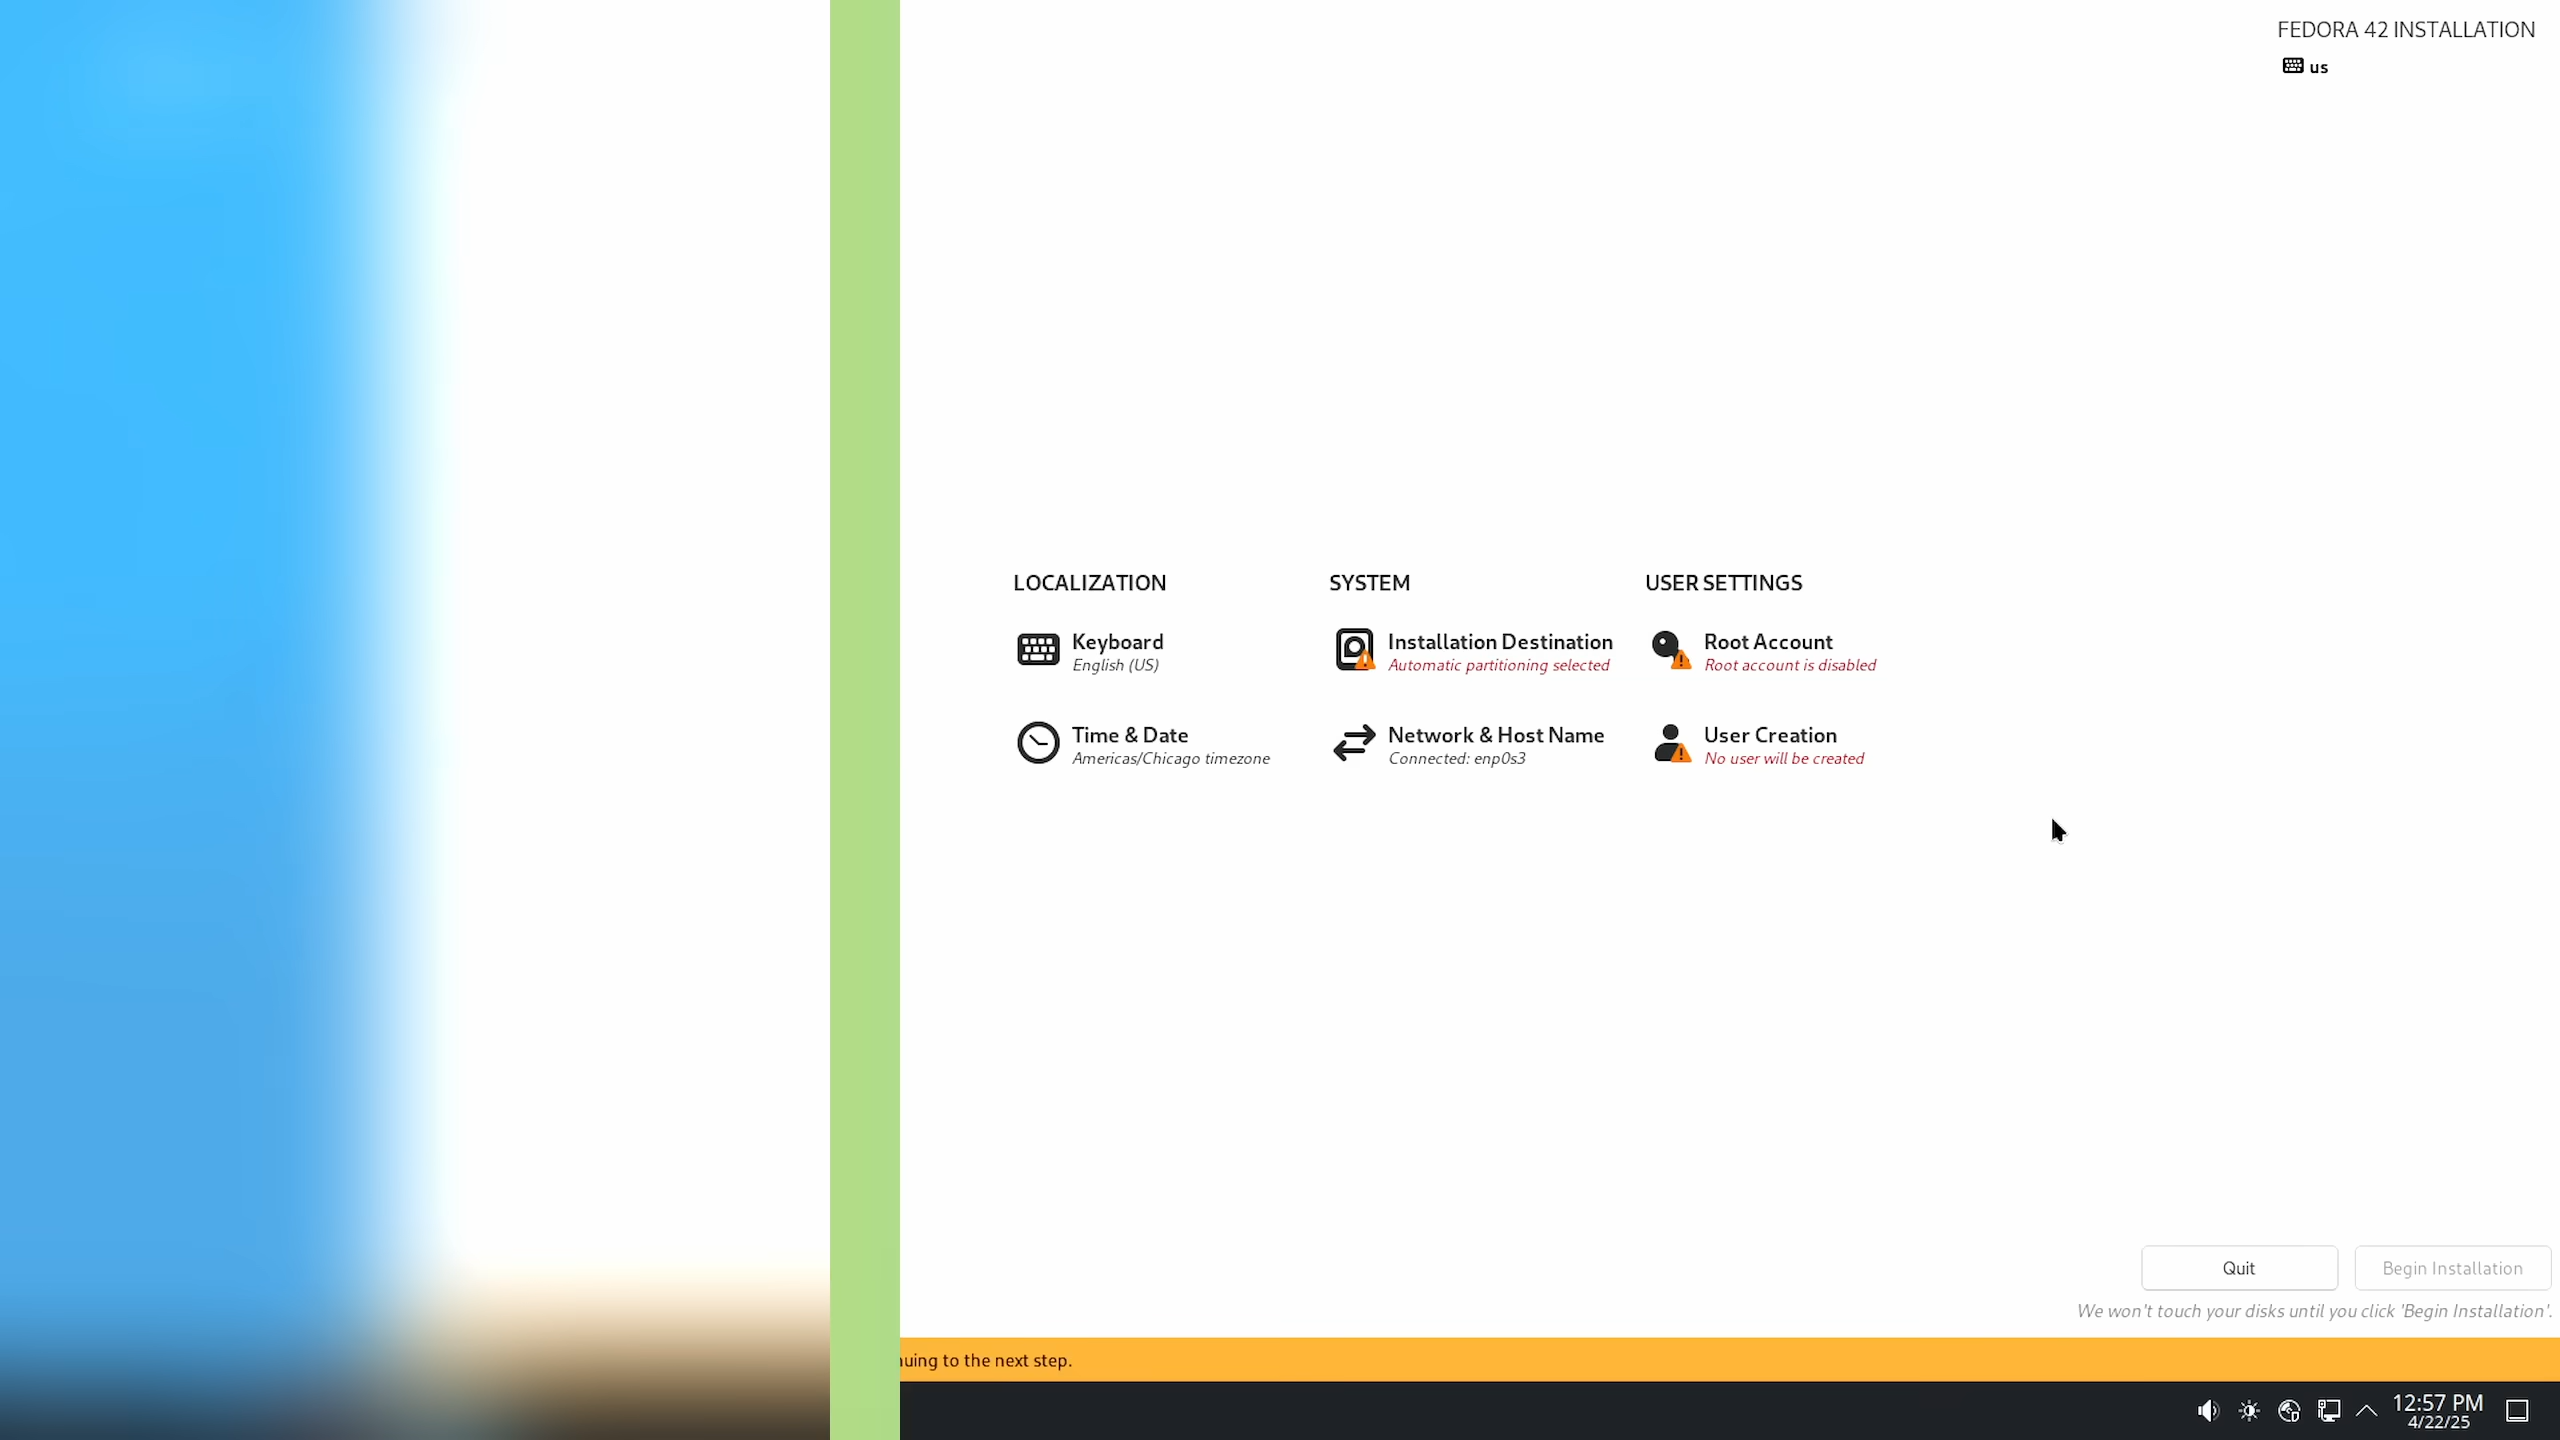 FEDORA 42 INSTALLATION
us
LOCALIZATION
Keyboard
English (US)
Time & Date
Americas/Chicago timezone
SYSTEM
Installation Destination
Automatic partitioning selected
Network & Host Name
Connected: enp0s3
USER SETTINGS
Root Account
Root account is disabled
User Creation
No user will be created
Quit
Begin Installation
We won't touch your disks until you click 'Begin Installation'.
to the next step.
12:57 PM
4/22/25